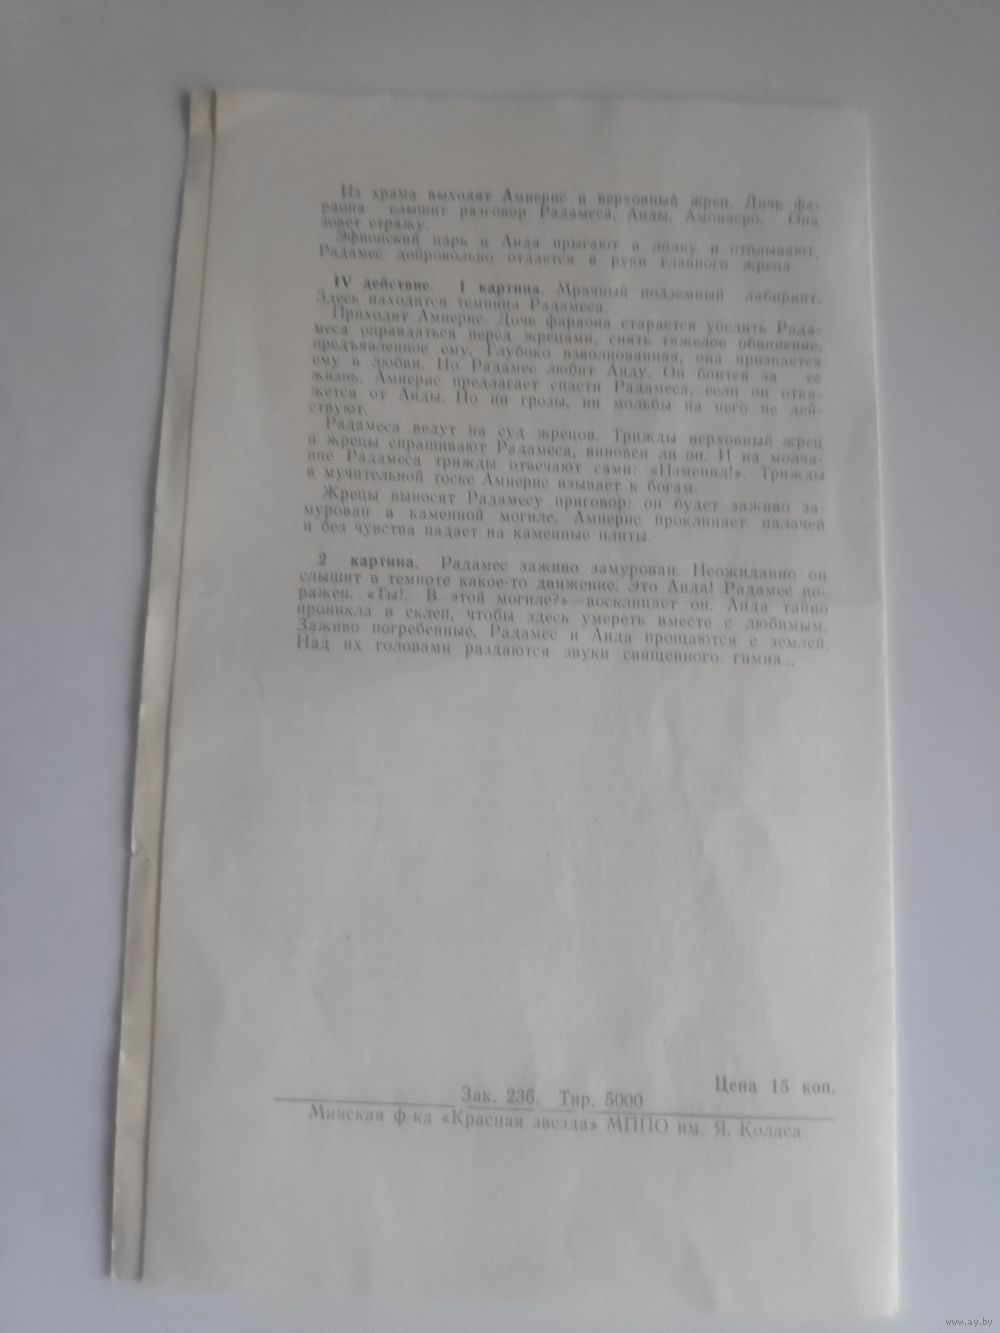 Из храма выходят Амнерис и верховный жрец. Дочь фа-
раона слышит разговор Радамеса, Аиды, Амонасро. Она
зовет стражу.
Эфиопский царь и Аида прыгают в лодку и отплывают.
Радамес добровольно отдается в руки главного жреца.
IV действие. 1 картина. Мрачный подземный лабиринт.
Здесь находится темница Радамеса.
Приходит Амнерис. Дочь фараона старается убедить Рада-
меса оправдаться перед жрецами, снять тяжелое обвинение,
предъявленное ему. Глубоко взволнованная, она признается
ему в любви. Но Радамес любит Аиду. Он боится за ее
жизнь. Амнерис предлагает спасти Радамеса, если он отка-
жется от Аиды. Но ни грозы, ни мольбы на него не дей-
ствуют.
Радамеса ведут на суд жрецов. Трижды верховный жрец
и жрецы спрашивают Радамеса, виновен ли он. И на молча-
ние Радамеса трижды отвечают сами: «Изменил!». Трижды
в мучительной тоске Амнерис взывает к богам.
Жрецы выносят Радамесу приговор: он будет заживо за-
мурован в каменной могиле. Амнерис проклинает палачей
и без чувства падает на каменные плиты.
2 картина. Радамес заживо замурован. Неожиданно он
слышит в темноте какое-то движение. Это Аида! Радамес по-
ражен. «Ты!.. В этой могиле?»—восклицает он. Аида тайно
проникла в склеп, чтобы здесь умереть вместе с любимым.
Заживо погребенные, Радамес и Аида прощаются с землей.
Над их головами раздаются звуки священного гимна...
Цена 15 коп.
Зак. 236. Тир. 5000
Минская ф-ка «Красная звезда» МППО им. Я. Коласа
www.ay.by